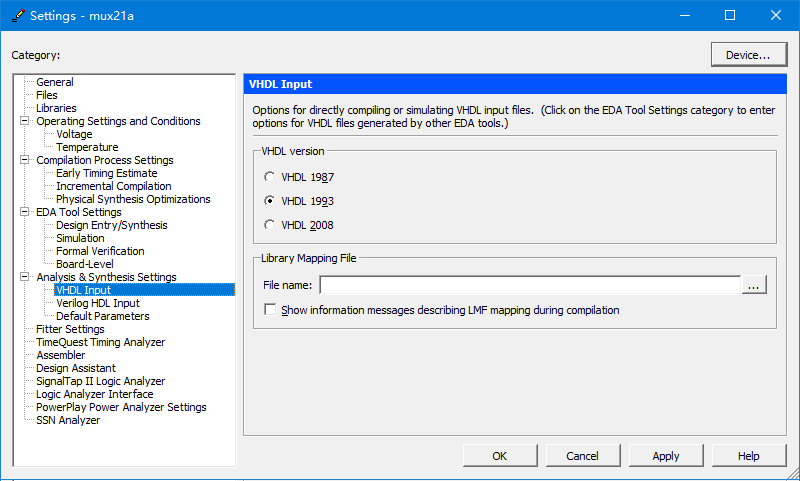 Settings - mux21a
Category:
Device...
General
Files
Libraries
Operating Settings and Conditions
Voltage
Temperature
Compilation Process Settings
Early Timing Estimate
Incremental Compilation
Physical Synthesis Optimizations
EDA Tool Settings
Design Entry/Synthesis
Simulation
Formal Verification
Board-Level
Analysis & Synthesis Settings
VHDL Input
Verilog HDL Input
Default Parameters
Fitter Settings
TimeQuest Timing Analyzer
Assembler
Design Assistant
SignalTap II Logic Analyzer
Logic Analyzer Interface
PowerPlay Power Analyzer Settings
SSN Analyzer
VHDL Input
Options for directly compiling or simulating VHDL input files. (Click on the EDA Tool Settings category to enter
options for VHDL files generated by other EDA tools.)
VHDL version
VHDL 1987
VHDL 1993
VHDL 2008
Library Mapping File
File name:
...
Show information messages describing LMF mapping during compilation
OK
Cancel
Apply
Help